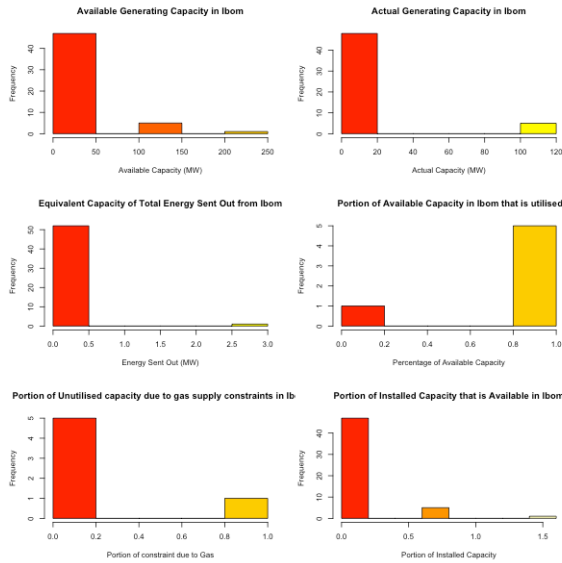 Available Generating Capacity in Ibom
Frequency
0 10 20 30 40
0 50 100 150 200 250
Available Capacity (MW)
Actual Generating Capacity in Ibom
Frequency
0 10 20 30 40
0 20 40 60 80 100 120
Actual Capacity (MW)
Equivalent Capacity of Total Energy Sent Out from Ibom
Frequency
0 10 20 30 40 50
0.0 0.5 1.0 1.5 2.0 2.5 3.0
Energy Sent Out (MW)
Portion of Available Capacity in Ibom that is utilised
Frequency
0 1 2 3 4 5
0.0 0.2 0.4 0.6 0.8 1.0
Percentage of Available Capacity
Portion of Unutilised capacity due to gas supply constraints in Ib
Frequency
0 1 2 3 4 5
0.0 0.2 0.4 0.6 0.8 1.0
Portion of constraint due to Gas
Portion of Installed Capacity that is Available in Ibom
Frequency
0 10 20 30 40
0.0 0.5 1.0 1.5
Portion of Installed Capacity